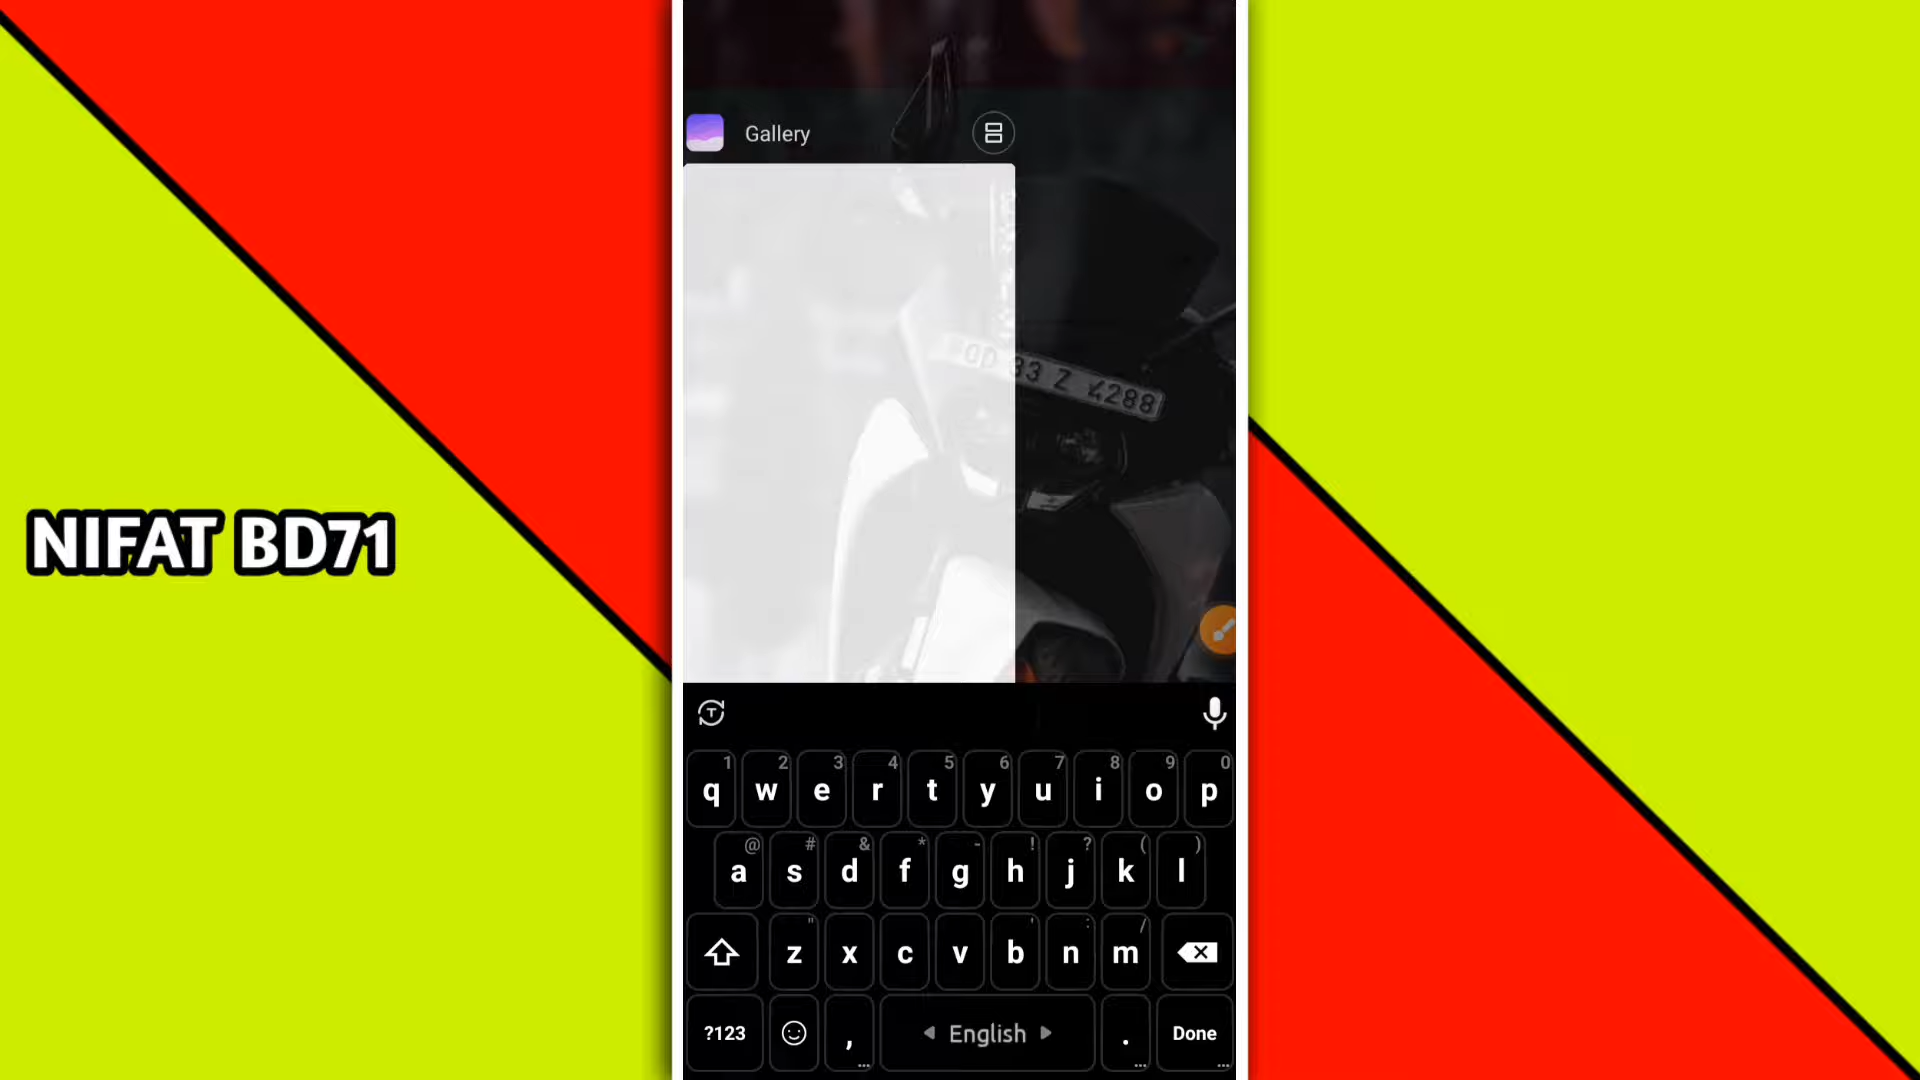 Gallery
33 Z 4288
NIFAT BD71
1 2 3 4 5 6 7 8 9 0
q w e r t y u i o p
@ # & * - ! ? ( )
a s d f g h j k l
" ' : /
z x c v b n m
?123 , English . Done